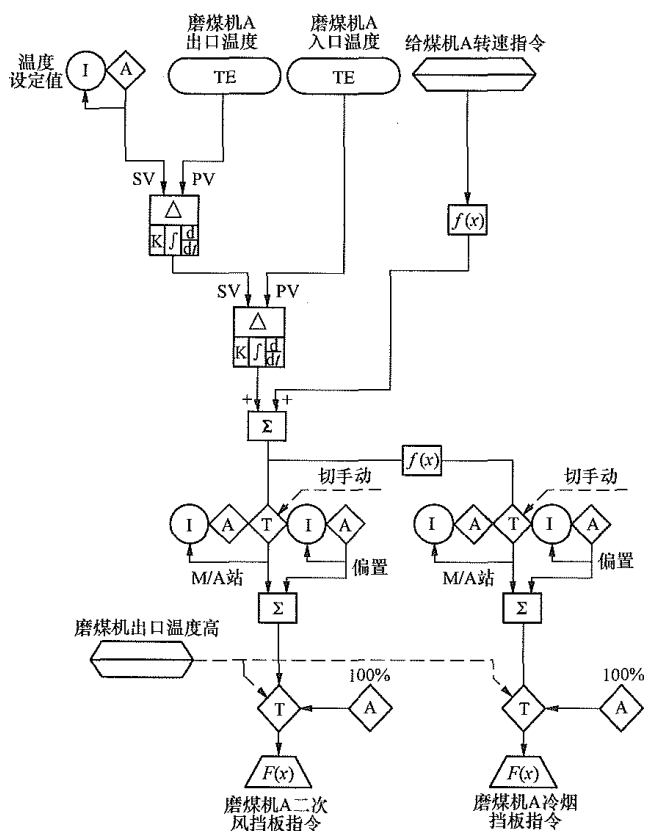 磨煤机A
出口温度
磨煤机A
入口温度
给煤机A转速指令
温度
设定值
I
A
TE
TE
SV
PV
△
K
∫
d
dt
f(x)
SV
PV
△
K
∫
d
dt
+
+
Σ
f(x)
切手动
切手动
I
A
T
I
A
I
A
T
I
A
M/A站
偏置
M/A站
偏置
Σ
Σ
磨煤机出口温度高
100%
100%
T
A
T
A
F(x)
F(x)
磨煤机A二次
风挡板指令
磨煤机A冷烟
挡板指令